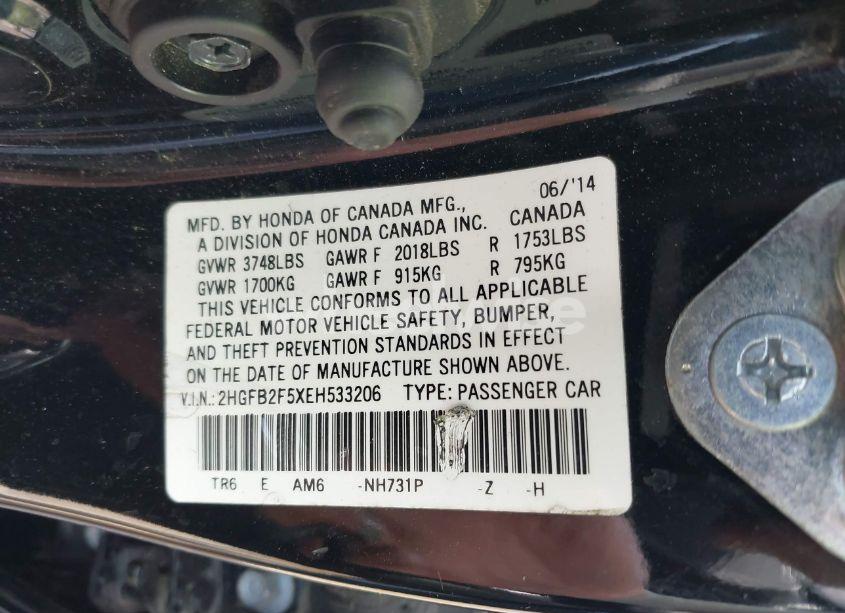 06/'14
MFD. BY HONDA OF CANADA MFG.,
A DIVISION OF HONDA CANADA INC. CANADA
GVWR 3748LBS GAWR F 2018LBS R 1753LBS
GVWR 1700KG GAWR F 915KG R 795KG
THIS VEHICLE CONFORMS TO ALL APPLICABLE
FEDERAL MOTOR VEHICLE SAFETY, BUMPER,
AND THEFT PREVENTION STANDARDS IN EFFECT
ON THE DATE OF MANUFACTURE SHOWN ABOVE.
V.I.N.: 2HGFB2F5XEH533206 TYPE: PASSENGER CAR
TR6 E AM6 -NH731P -Z -H